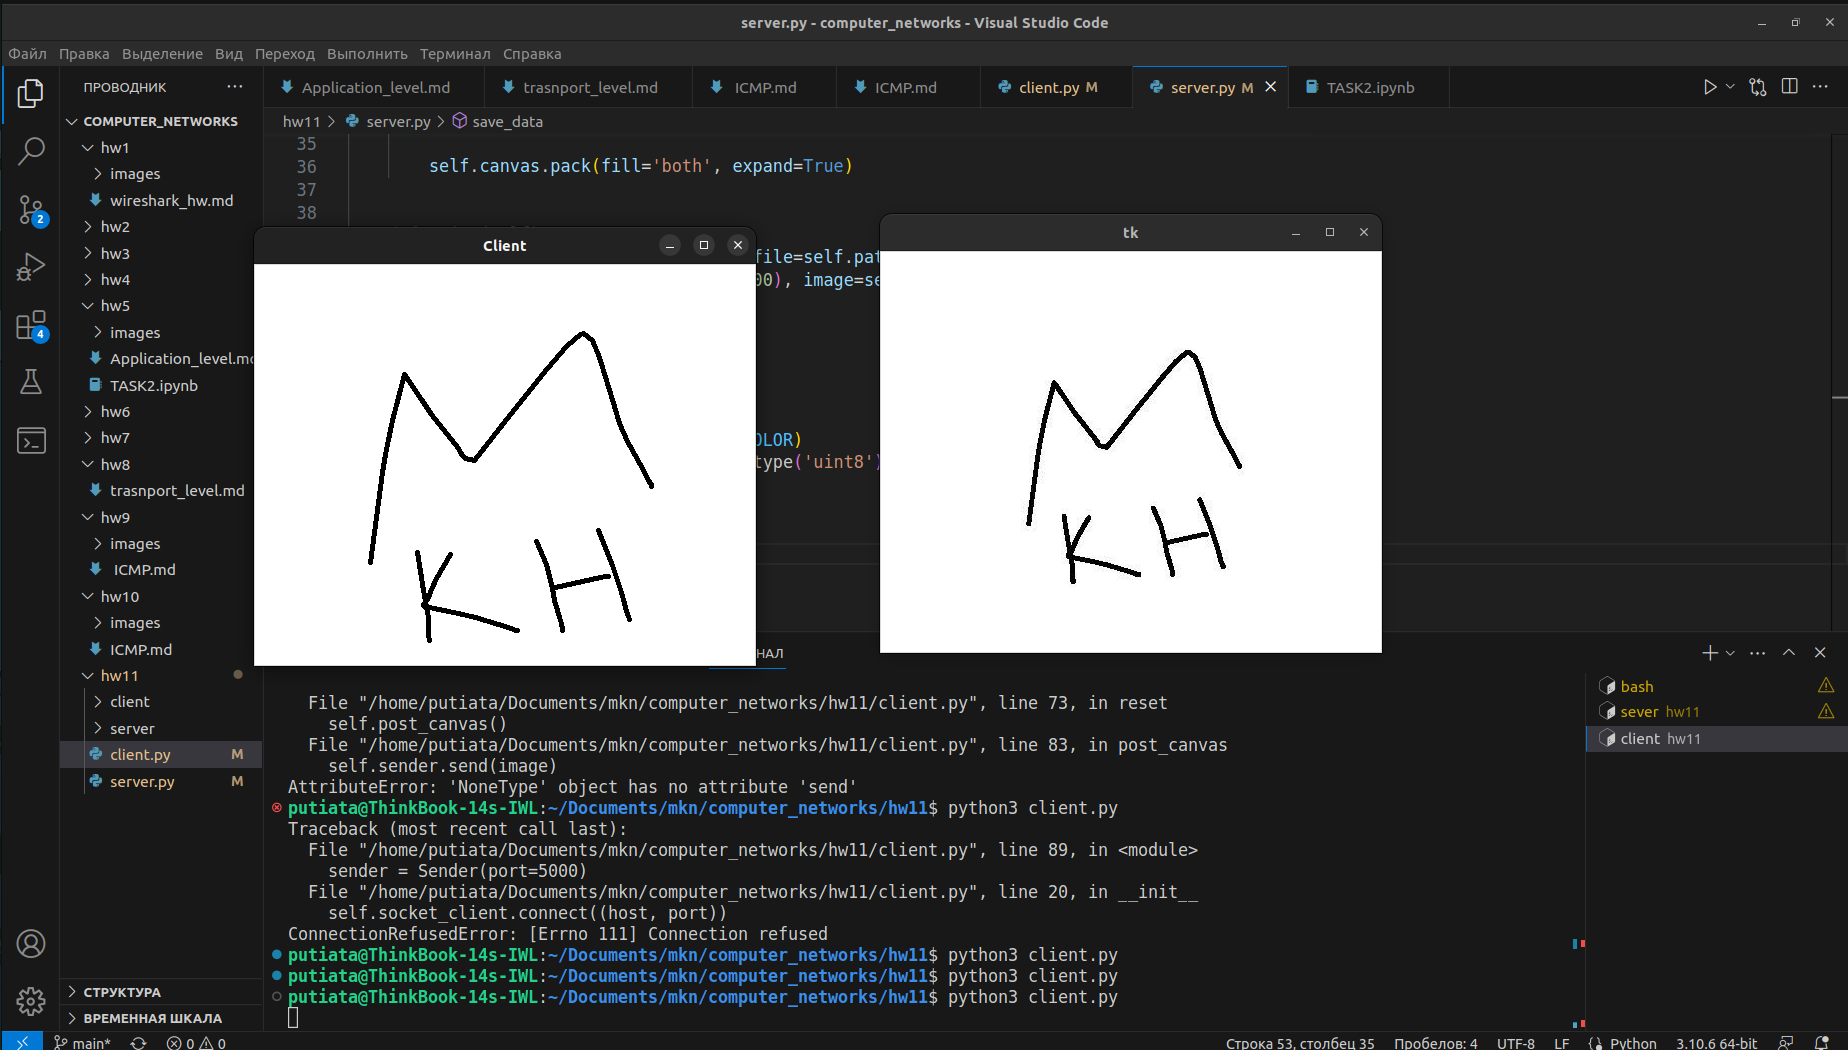 server.py - computer_networks - Visual Studio Code
Файл Правка Выделение Вид Переход Выполнить Терминал Справка
ПРОВОДНИК
Application_level.md trasnport_level.md ICMP.md ICMP.md client.py M server.py M TASK2.ipynb
COMPUTER_NETWORKS
hw1
images
wireshark_hw.md
hw2
hw3
hw4
hw5
images
Application_level.md
TASK2.ipynb
hw6
hw7
hw8
trasnport_level.md
hw9
images
ICMP.md
hw10
images
ICMP.md
hw11
client
server
client.py M
server.py M
СТРУКТУРА
ВРЕМЕННАЯ ШКАЛА
2
4
hw11 > server.py > save_data
35
36 self.canvas.pack(fill='both', expand=True)
37
38
file=self.pat
00), image=se
OLOR)
type('uint8')
Client
M
K H
tk
M
K H
НАЛ
File "/home/putiata/Documents/mkn/computer_networks/hw11/client.py", line 73, in reset
self.post_canvas()
File "/home/putiata/Documents/mkn/computer_networks/hw11/client.py", line 83, in post_canvas
self.sender.send(image)
AttributeError: 'NoneType' object has no attribute 'send'
putiata@ThinkBook-14s-IWL:~/Documents/mkn/computer_networks/hw11$ python3 client.py
Traceback (most recent call last):
File "/home/putiata/Documents/mkn/computer_networks/hw11/client.py", line 89, in <module>
sender = Sender(port=5000)
File "/home/putiata/Documents/mkn/computer_networks/hw11/client.py", line 20, in __init__
self.socket_client.connect((host, port))
ConnectionRefusedError: [Errno 111] Connection refused
putiata@ThinkBook-14s-IWL:~/Documents/mkn/computer_networks/hw11$ python3 client.py
putiata@ThinkBook-14s-IWL:~/Documents/mkn/computer_networks/hw11$ python3 client.py
putiata@ThinkBook-14s-IWL:~/Documents/mkn/computer_networks/hw11$ python3 client.py
bash
sever hw11
client hw11
main* 0 0 Строка 53, столбец 35 Пробелов: 4 UTF-8 LF Python 3.10.6 64-bit